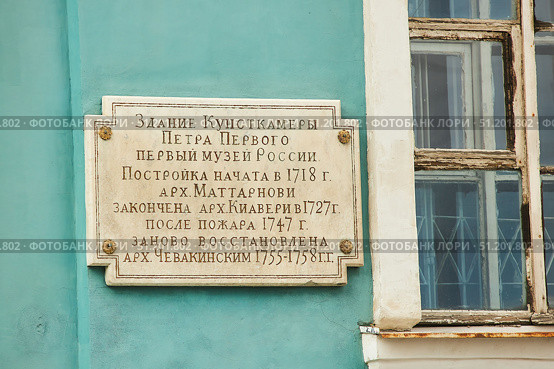 Здание Кунсткамеры
Петра Первого
первый музей России.
Постройка начата в 1718 г.
арх. Маттарнови
закончена арх. Киавери в 1727г.
после пожара 1747 г.
заново восстановлена
арх. Чевакинским 1755-1758 г.г.